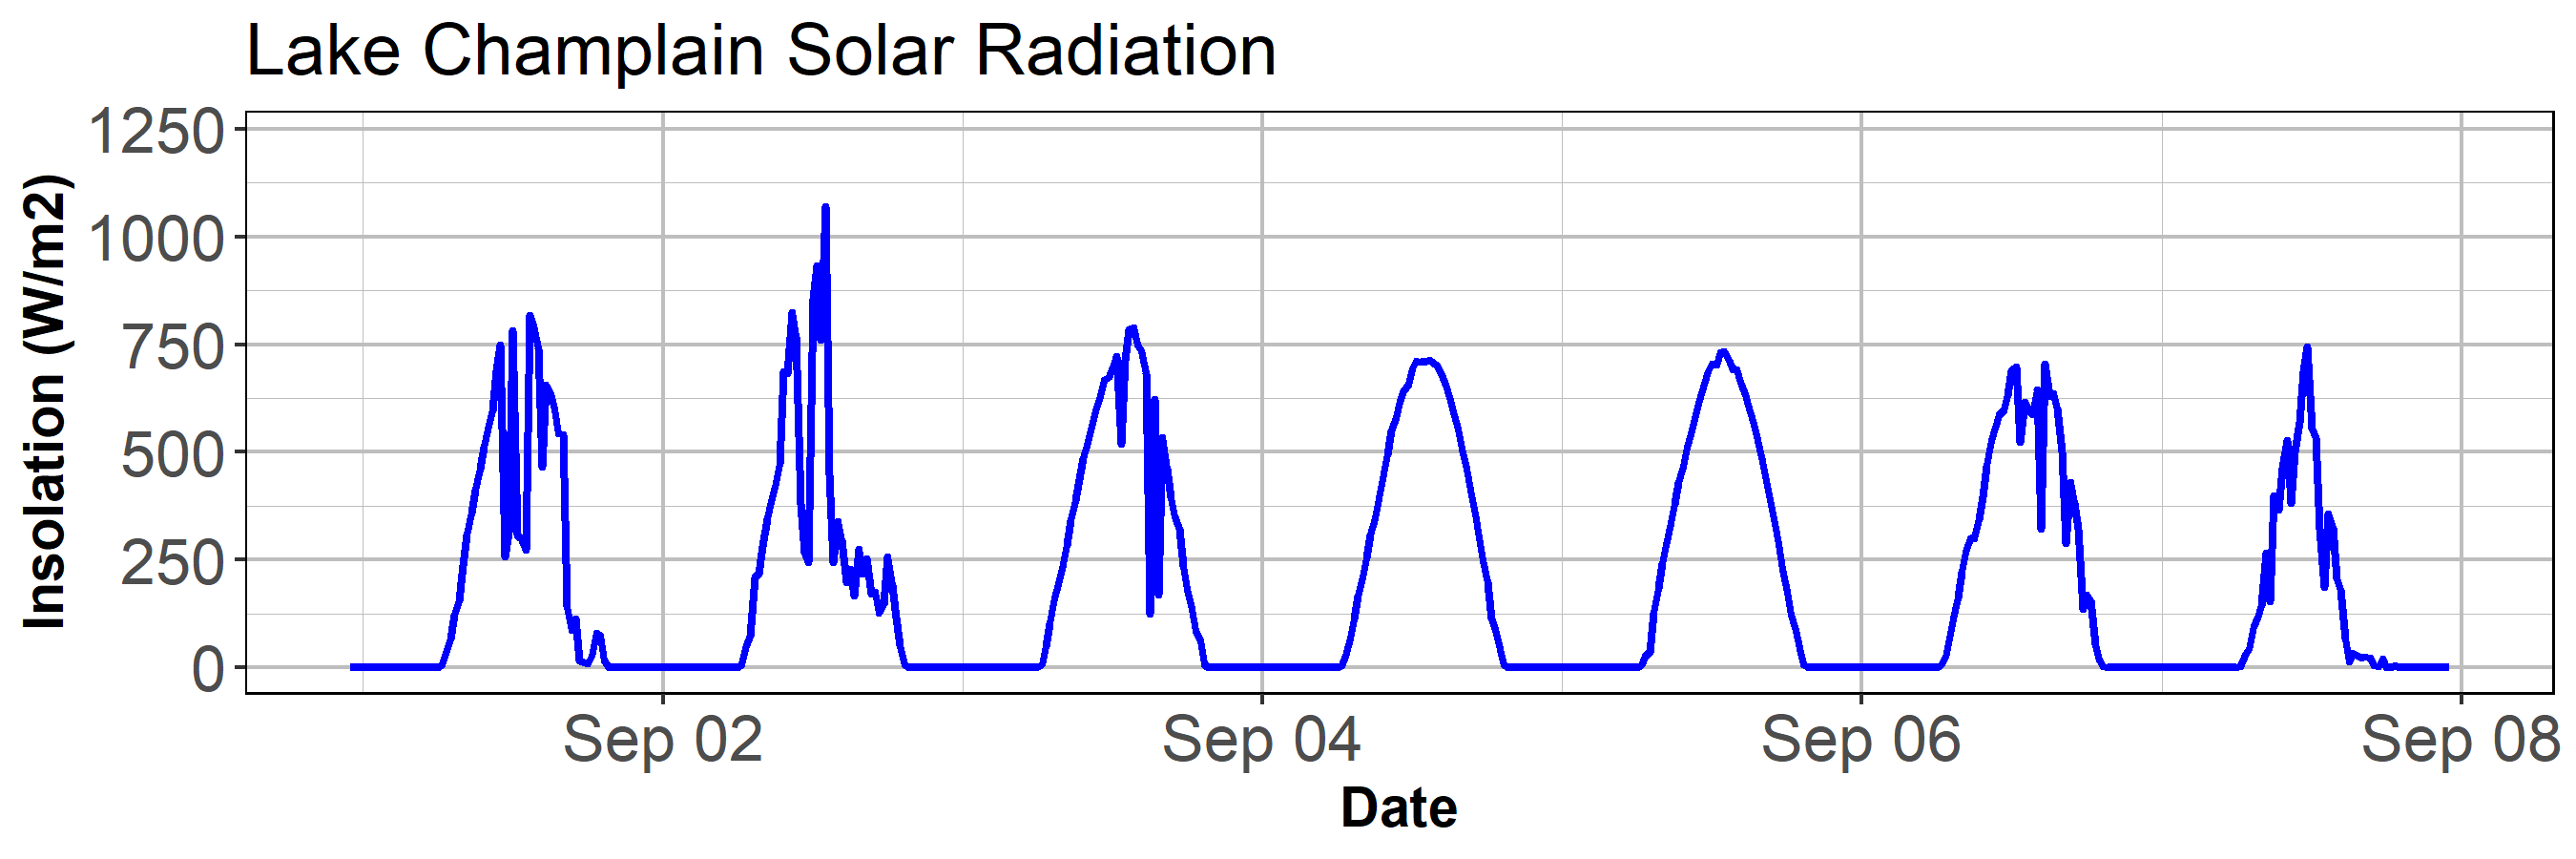 Lake Champlain Solar Radiation
Insolation (W/m2)
1250
1000
750
500
250
0
Sep 02 Sep 04 Sep 06 Sep 08
Date